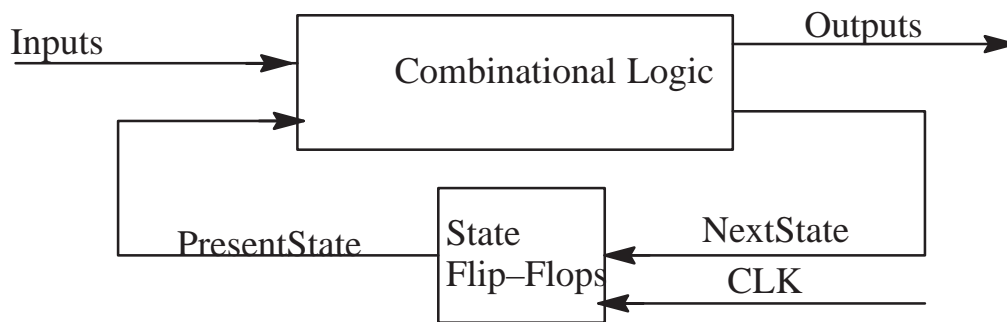 Inputs
Outputs
Combinational Logic
PresentState
State
Flip–Flops
NextState
CLK